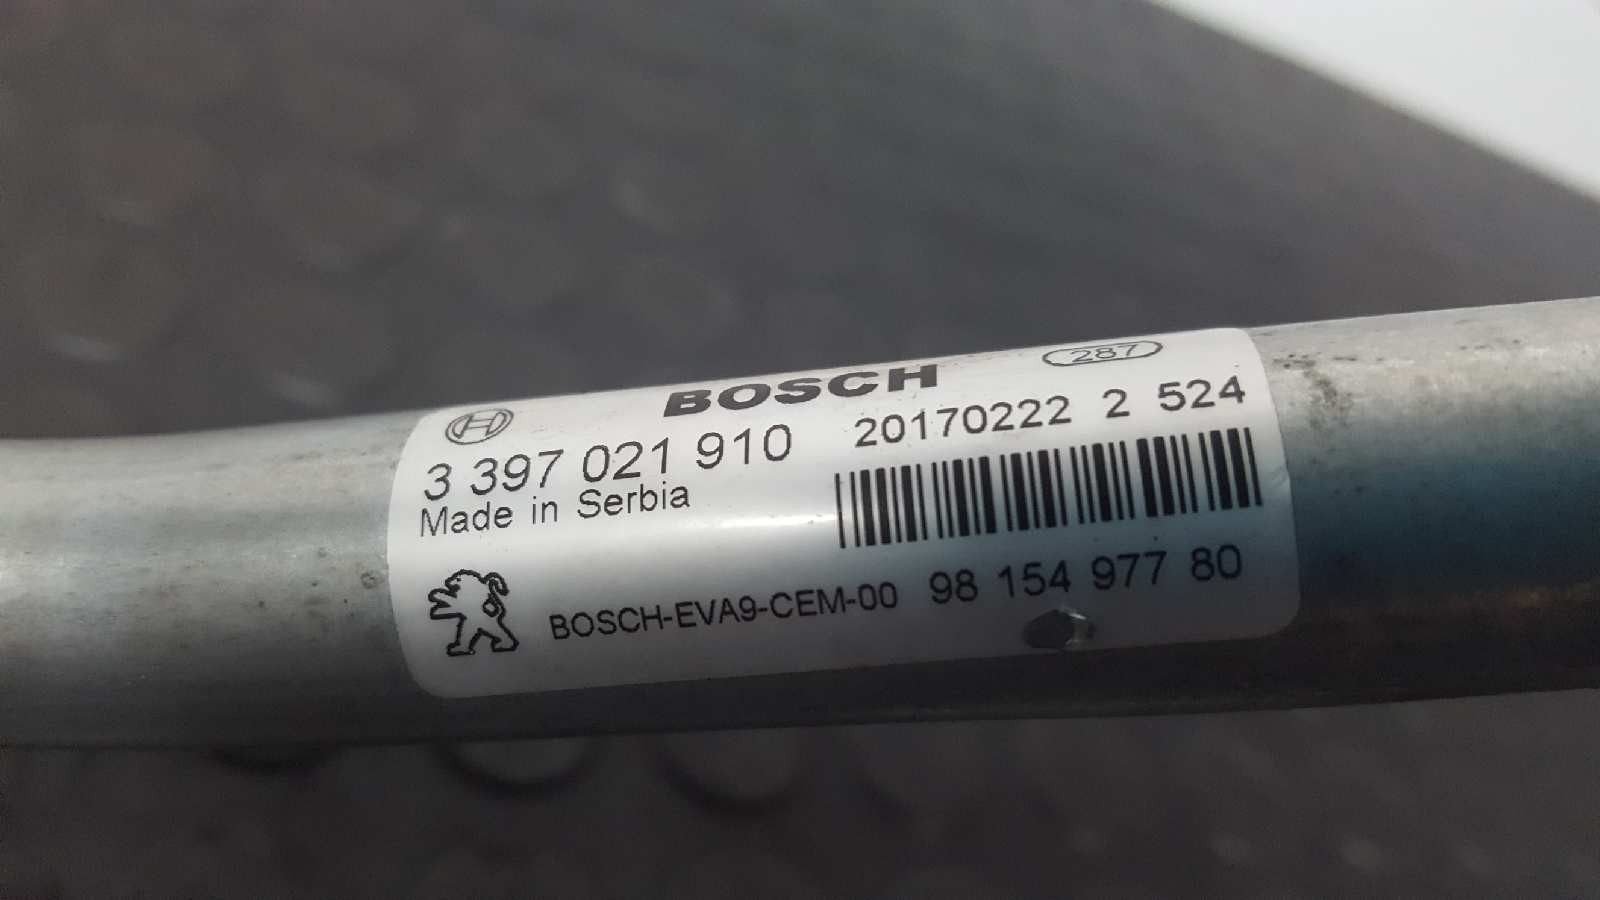 BOSCH 287
3 397 021 910 20170222 2 524
Made in Serbia
BOSCH-EVA9-CEM-00 98 154 977 80